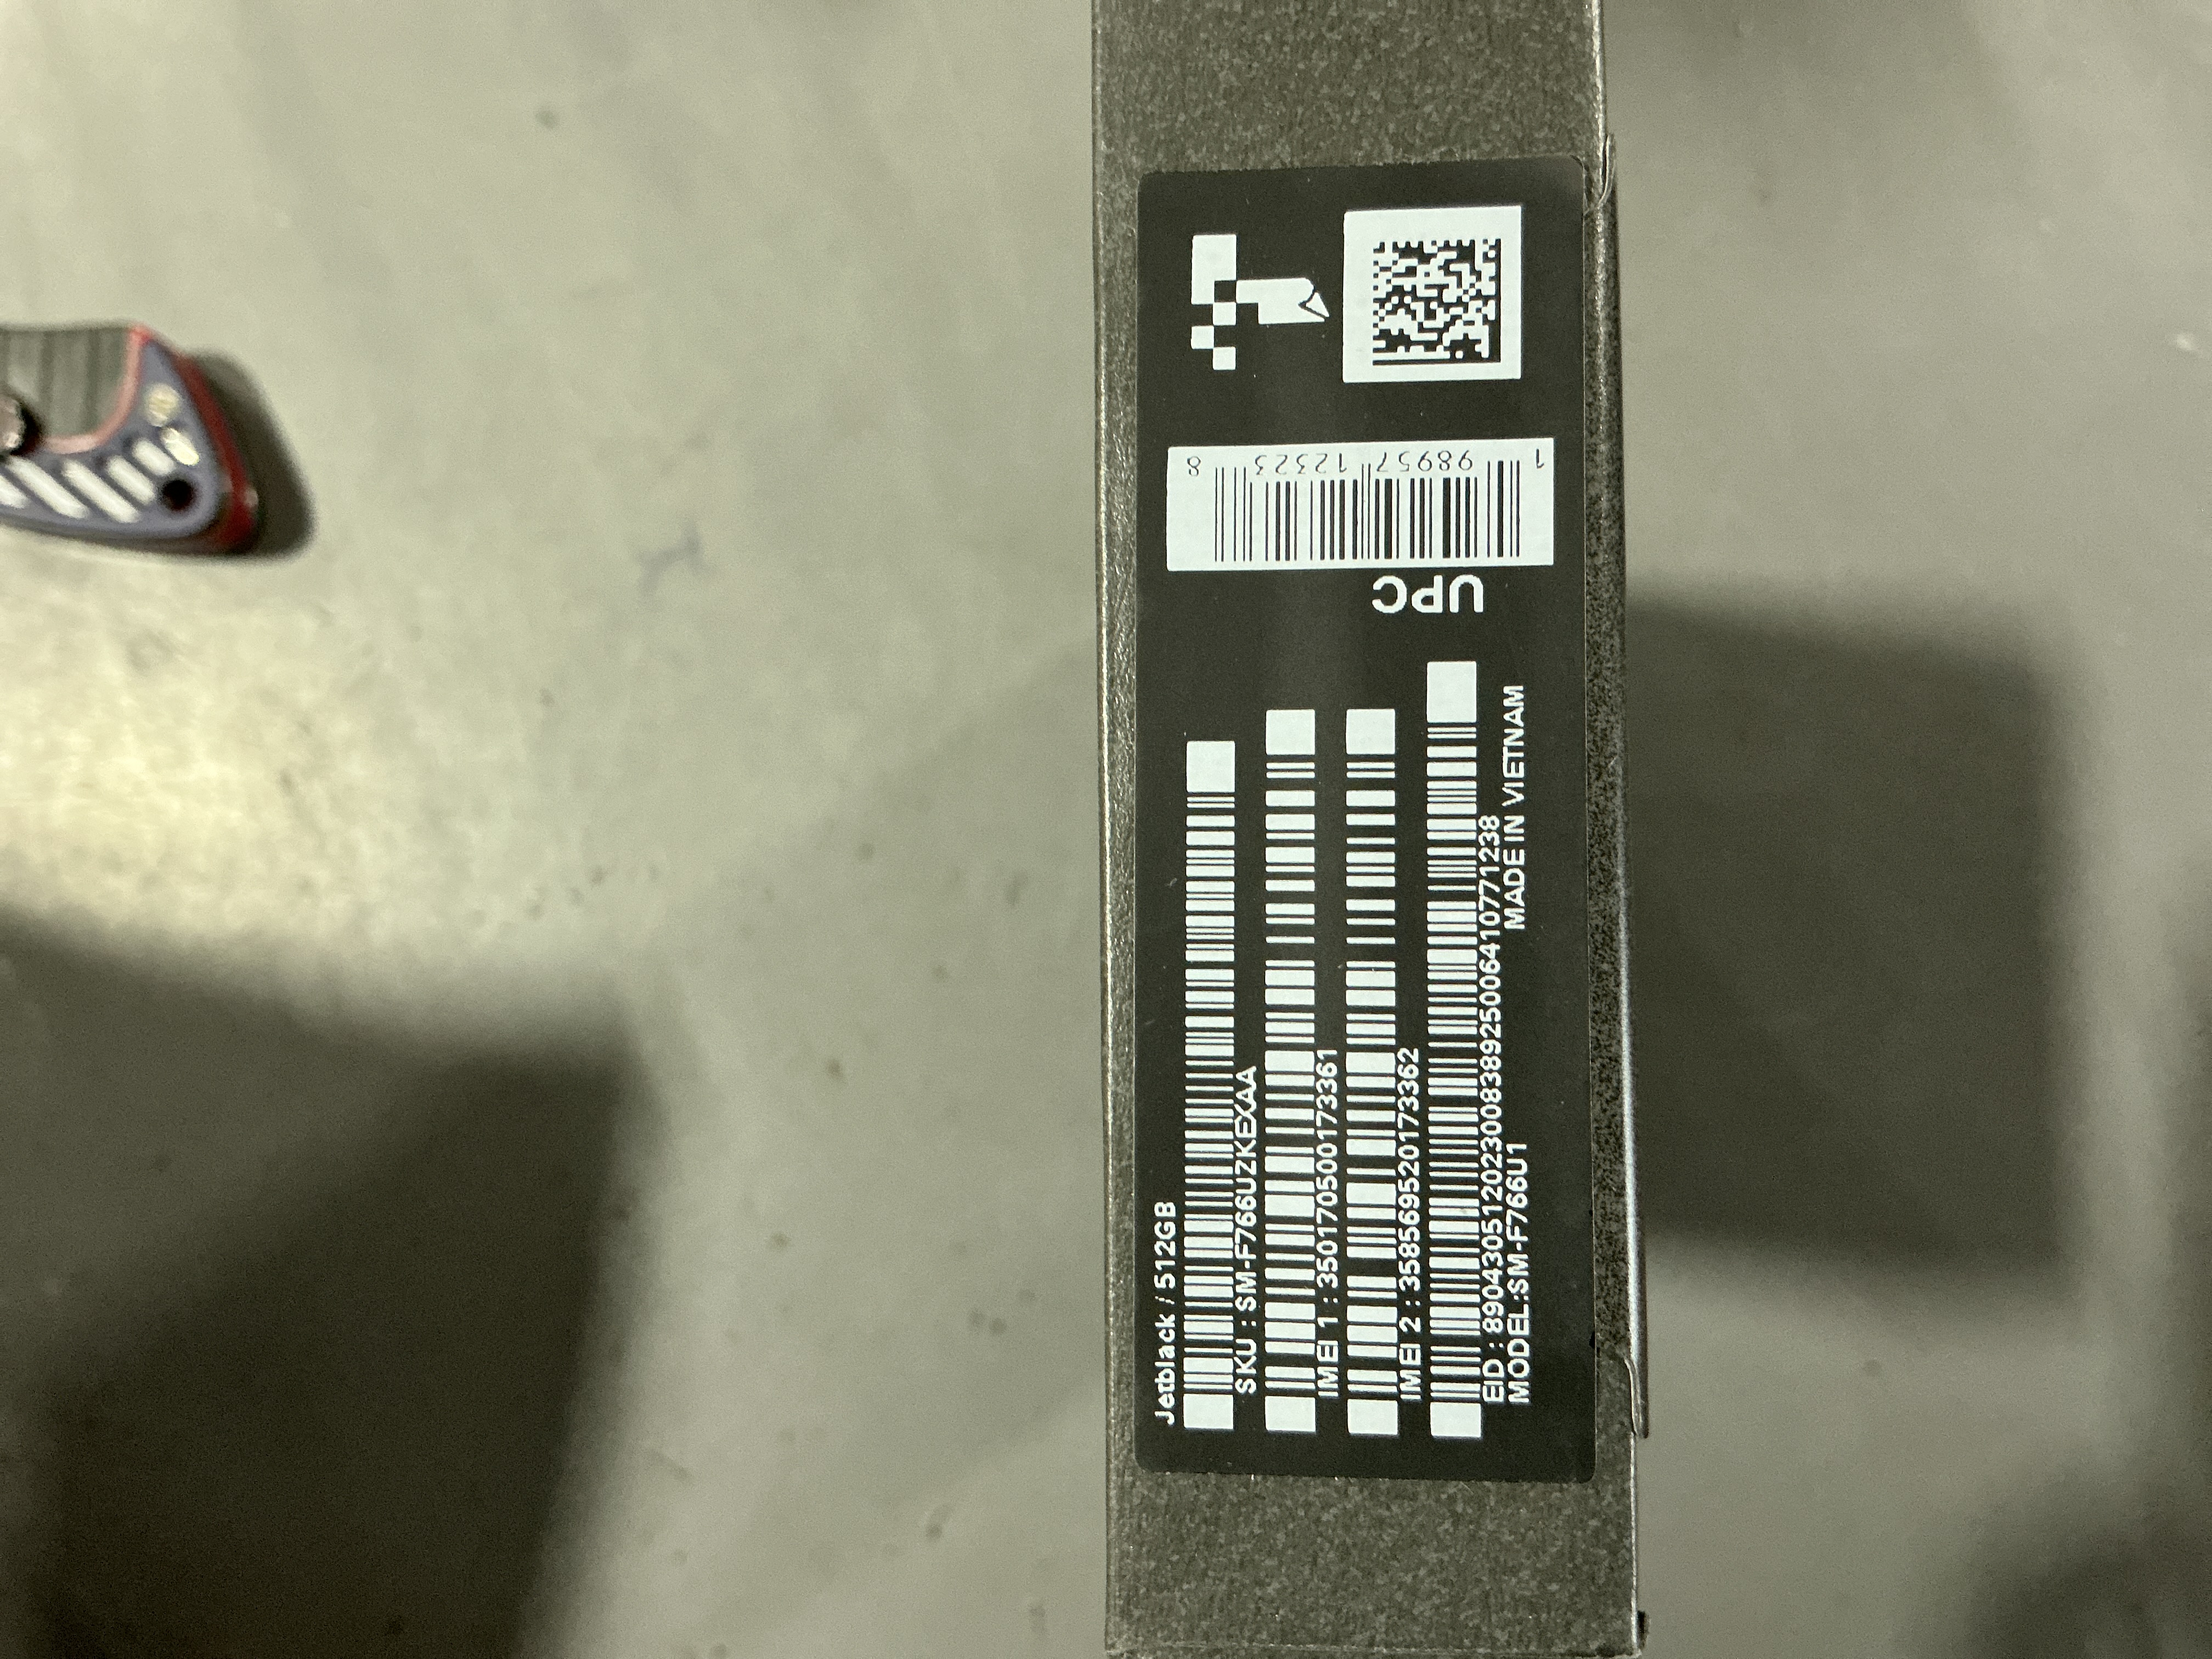 Jetblack / 512GB
SKU : SM-F766UZKEXAA
IMEI 1 : 350170500173361
IMEI 2 : 358569520173362
EID : 89043051202300838925006410771238
MODEL:SM-F766U1
MADE IN VIETNAM
UPC
1 98957 12323 8